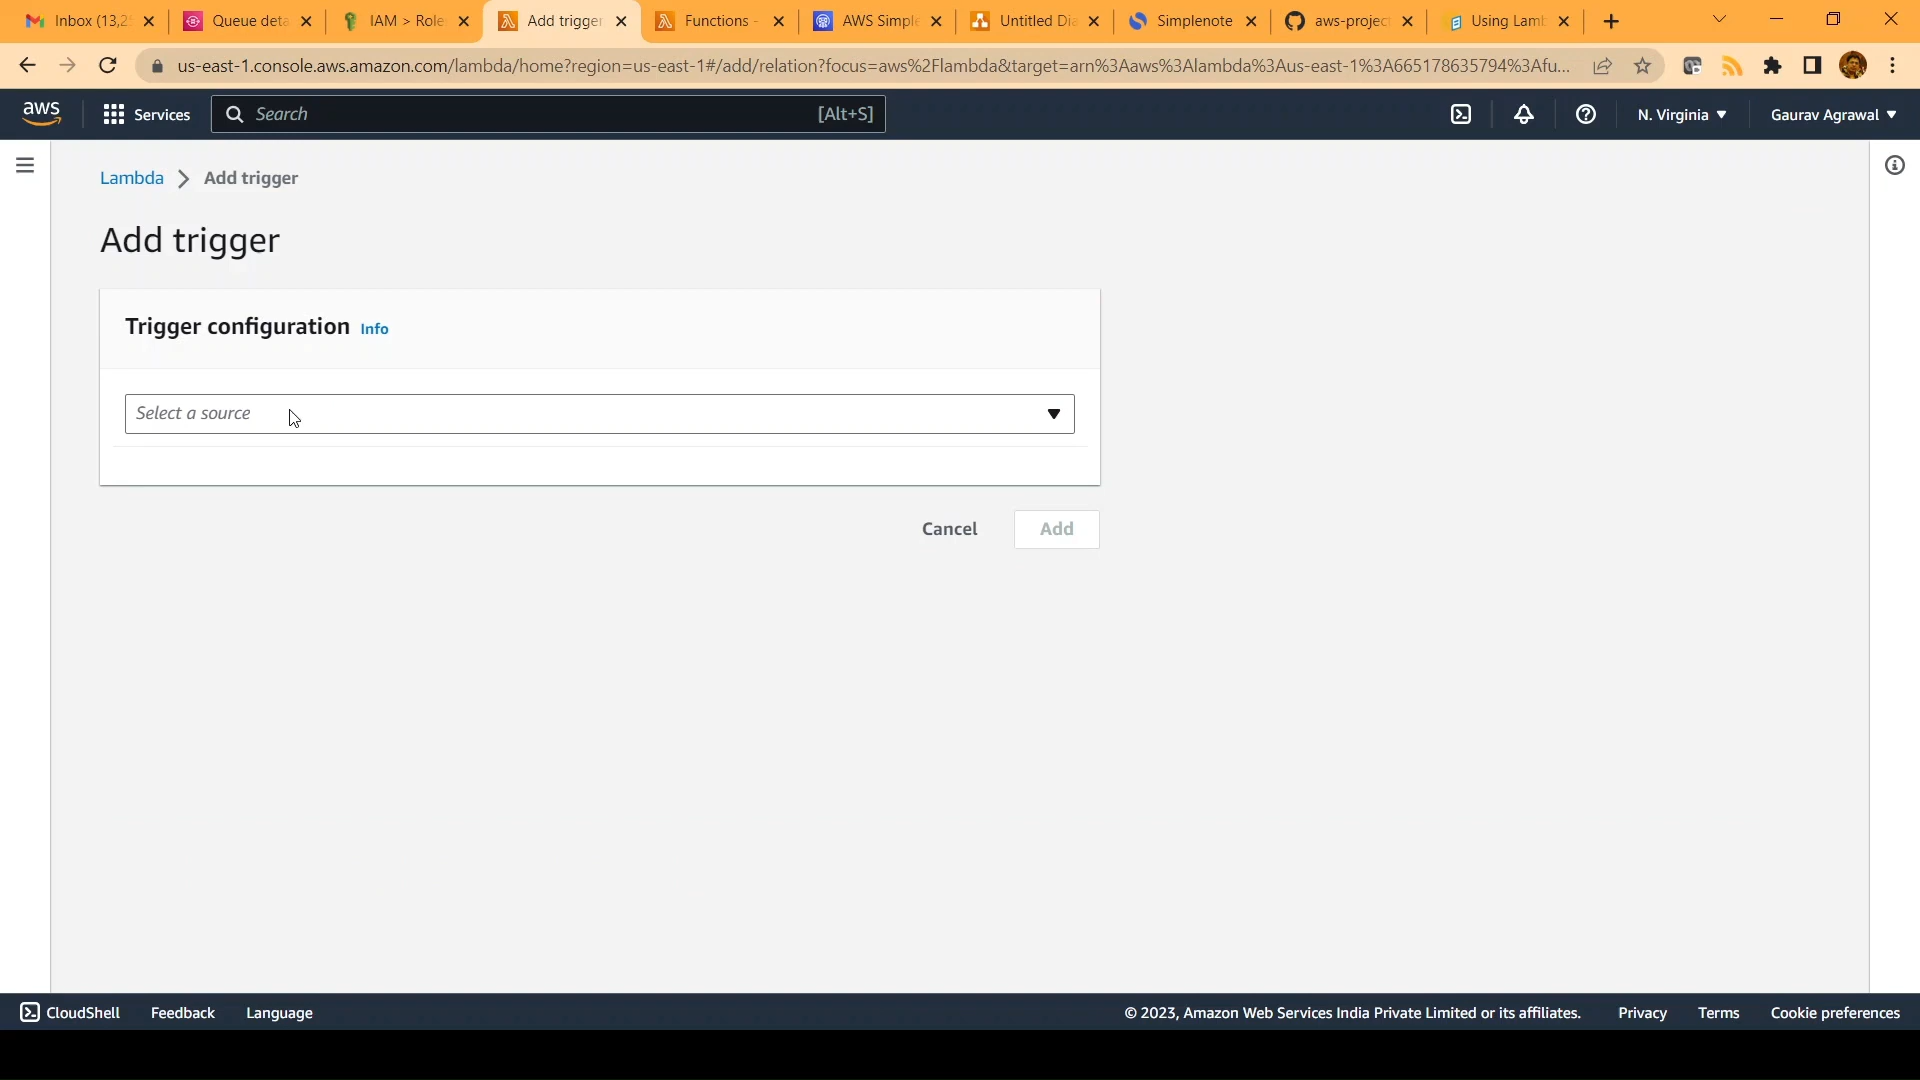 Inbox (13,25 Queue deta IAM > Role Add trigger Functions - AWS Simple Untitled Dia Simplenote aws-project Using Lamb
us-east-1.console.aws.amazon.com/lambda/home?region=us-east-1#/add/relation?focus=aws%2Flambda&target=arn%3Aaws%3Alambda%3Aus-east-1%3A665178635794%3Afu...
aws Services Search [Alt+S] N. Virginia Gaurav Agrawal
Lambda Add trigger
Add trigger
Trigger configuration Info
Select a source
Cancel Add
CloudShell Feedback Language © 2023, Amazon Web Services India Private Limited or its affiliates. Privacy Terms Cookie preferences